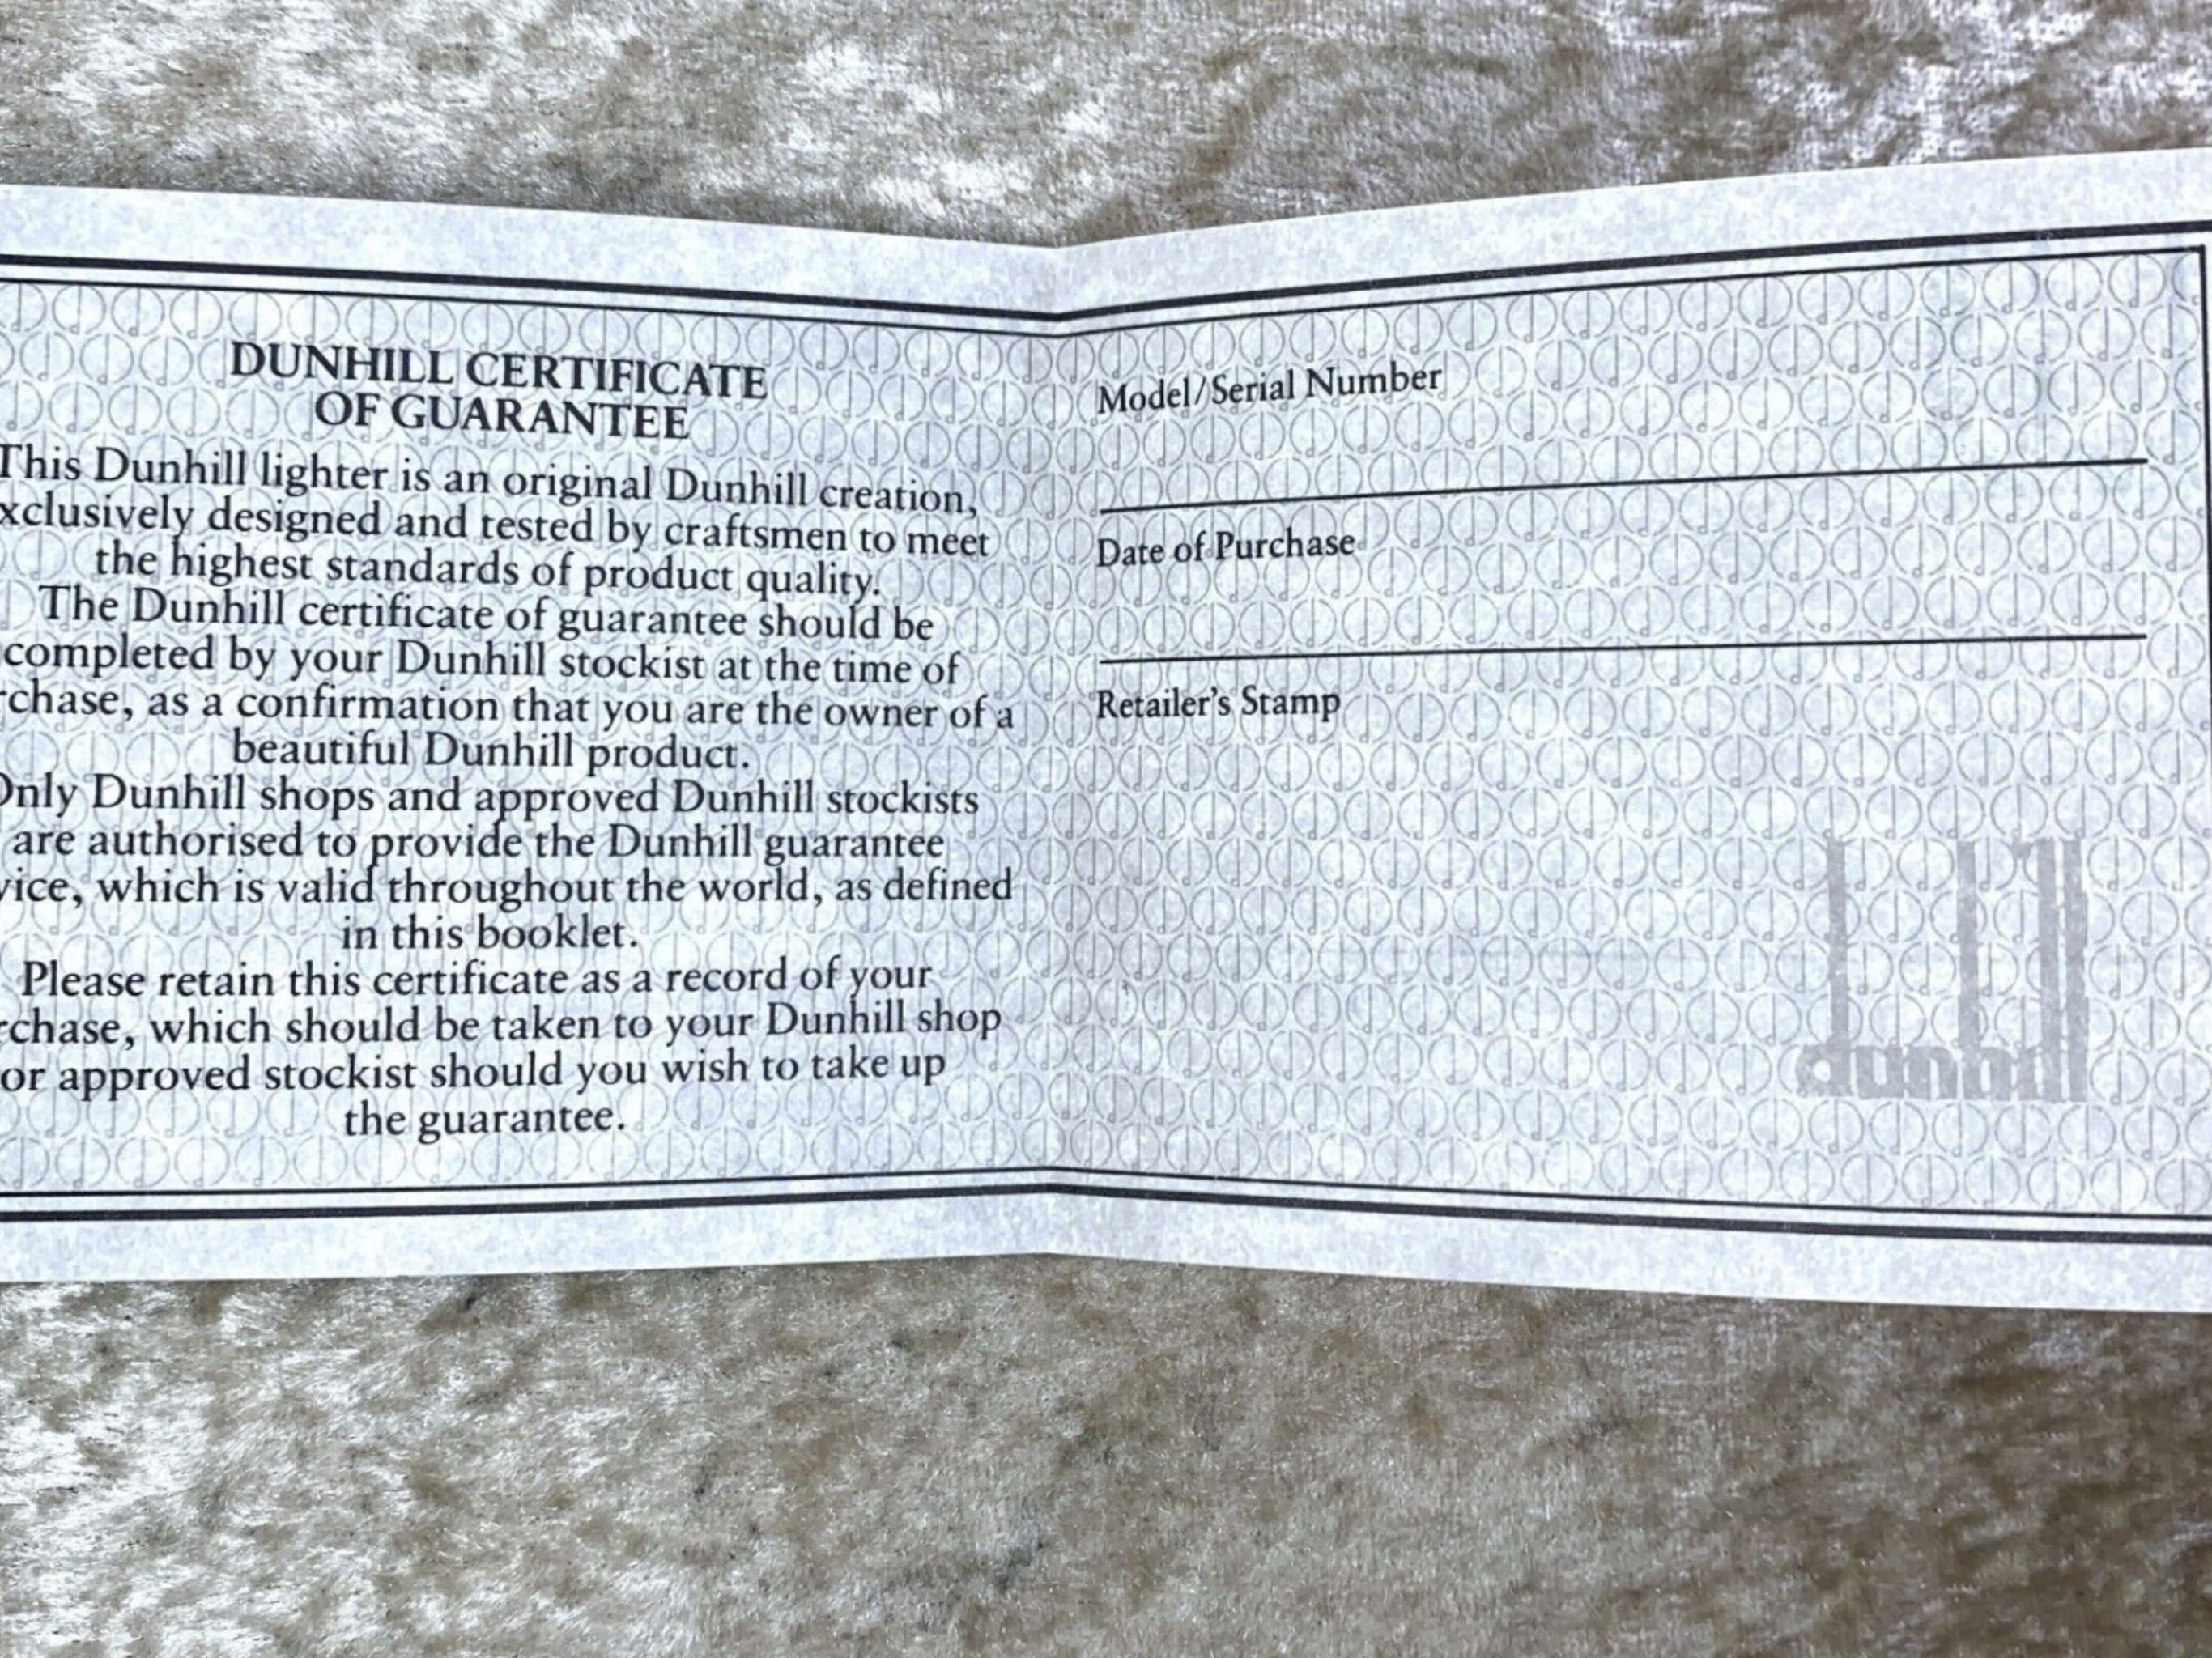 DUNHILL CERTIFICATE
OF GUARANTEE
This Dunhill lighter is an original Dunhill creation,
xclusively designed and tested by craftsmen to meet
the highest standards of product quality.
The Dunhill certificate of guarantee should be
completed by your Dunhill stockist at the time of
rchase, as a confirmation that you are the owner of a
beautiful Dunhill product.
Only Dunhill shops and approved Dunhill stockists
are authorised to provide the Dunhill guarantee
vice, which is valid throughout the world, as defined
in this booklet.
Please retain this certificate as a record of your
rchase, which should be taken to your Dunhill shop
or approved stockist should you wish to take up
the guarantee.
Model/Serial Number
Date of Purchase
Retailer's Stamp
dunhill